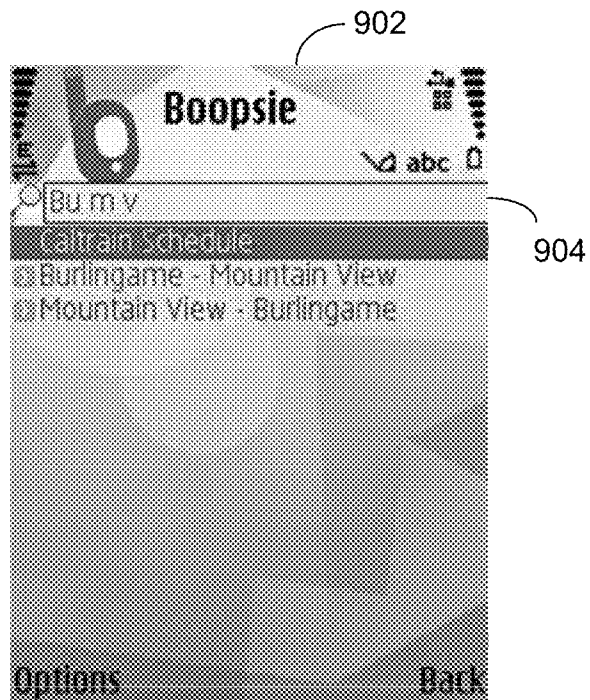 902
Boopsie
abc
Bu m v
904
Caltrain Schedule
Burlingame - Mountain View
Mountain View - Burlingame
Options Back